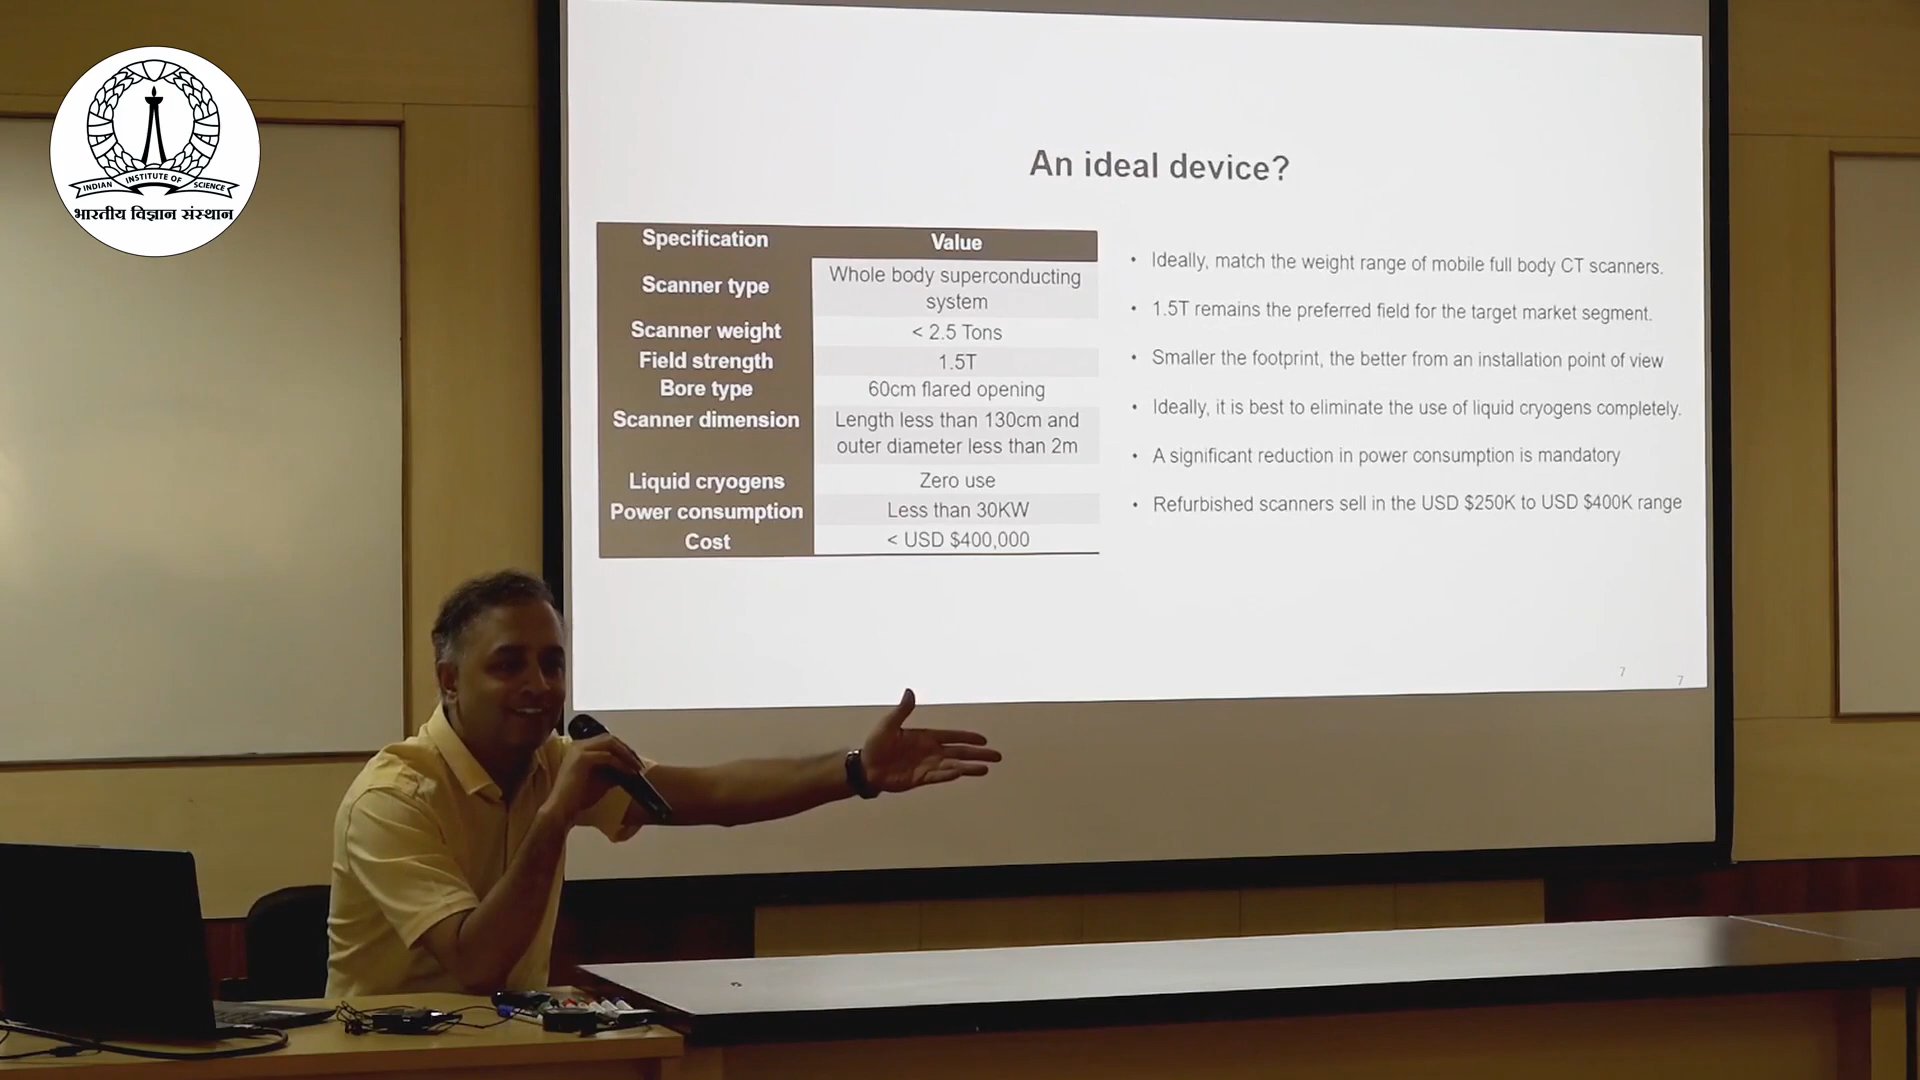 INDIAN INSTITUTE OF SCIENCE
भारतीय विज्ञान संस्थान
An ideal device?
Specification Value
Scanner type Whole body superconducting
system
Scanner weight < 2.5 Tons
Field strength 1.5T
Bore type 60cm flared opening
Scanner dimension Length less than 130cm and
outer diameter less than 2m
Liquid cryogens Zero use
Power consumption Less than 30KW
Cost < USD $400,000
• Ideally, match the weight range of mobile full body CT scanners.
• 1.5T remains the preferred field for the target market segment.
• Smaller the footprint, the better from an installation point of view
• Ideally, it is best to eliminate the use of liquid cryogens completely.
• A significant reduction in power consumption is mandatory
• Refurbished scanners sell in the USD $250K to USD $400K range
7
7